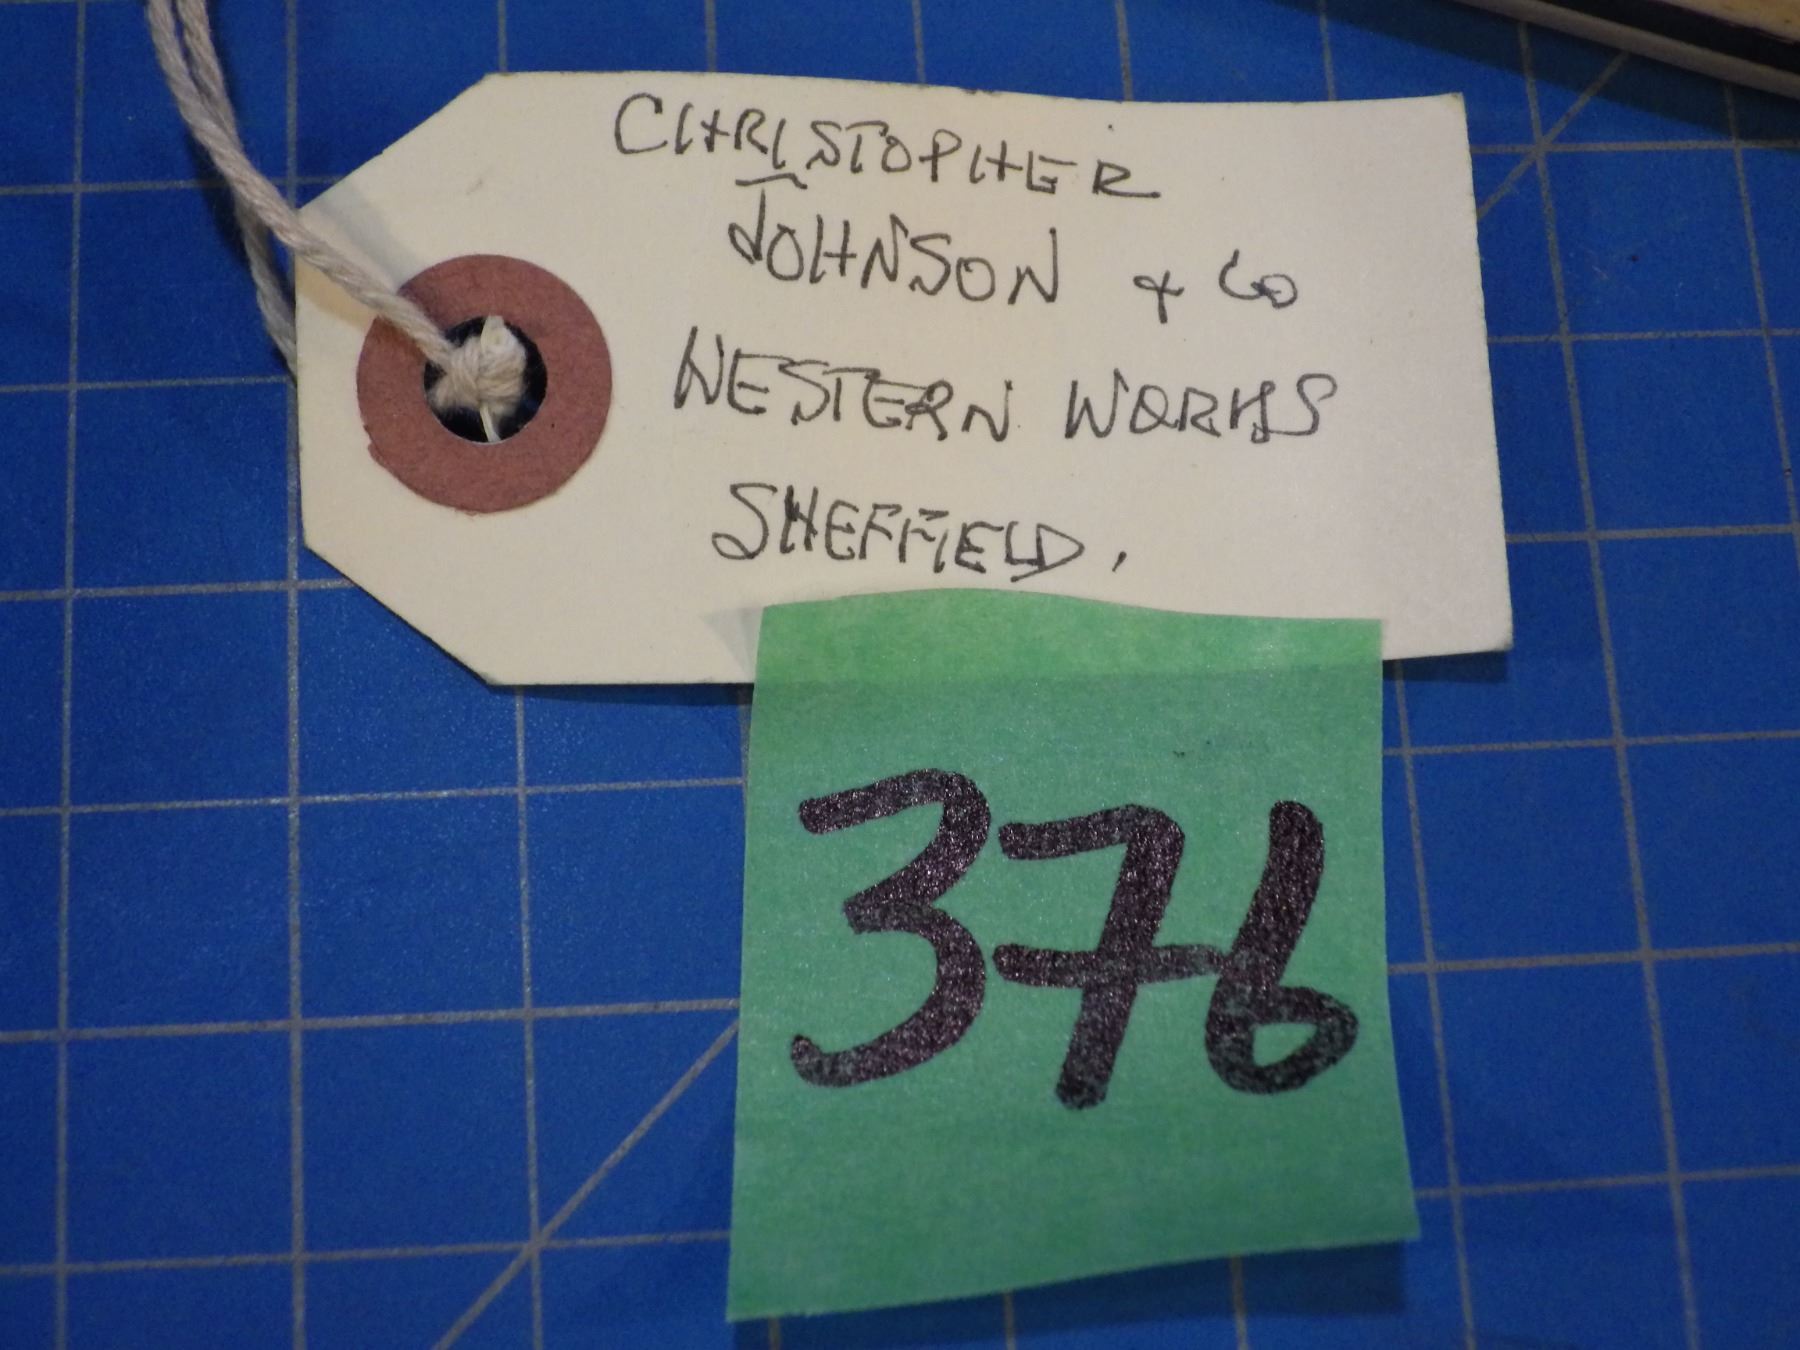 CHRISTOPHER
JOHNSON + Co
WESTERN WORKS
SHEFFIELD.
376